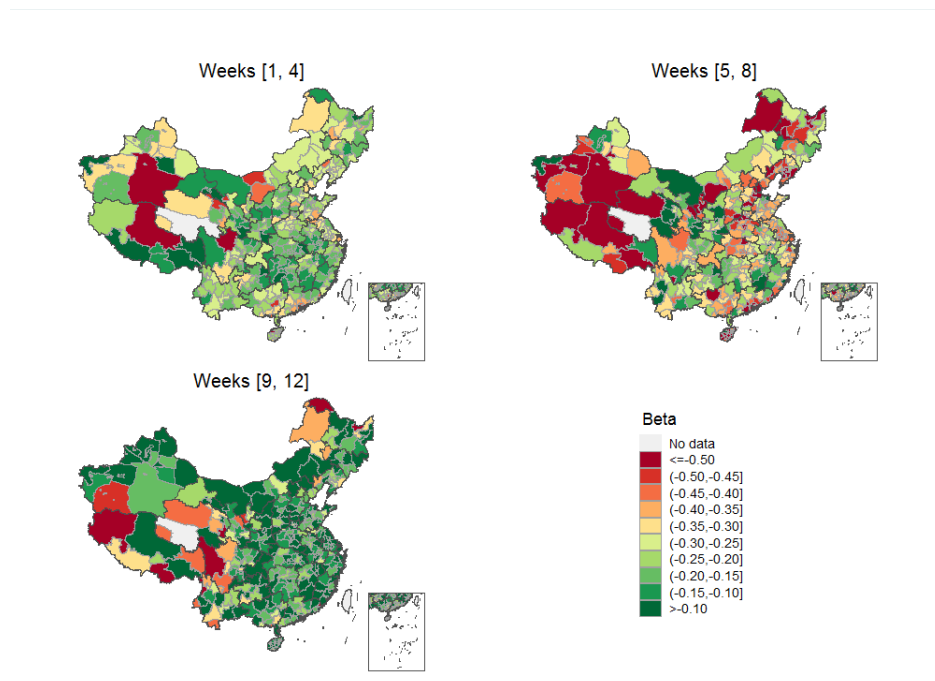 Weeks [1, 4]
Weeks [5, 8]
Weeks [9, 12]
Beta
No data
<=-0.50
(-0.50,-0.45]
(-0.45,-0.40]
(-0.40,-0.35]
(-0.35,-0.30]
(-0.30,-0.25]
(-0.25,-0.20]
(-0.20,-0.15]
(-0.15,-0.10]
>-0.10